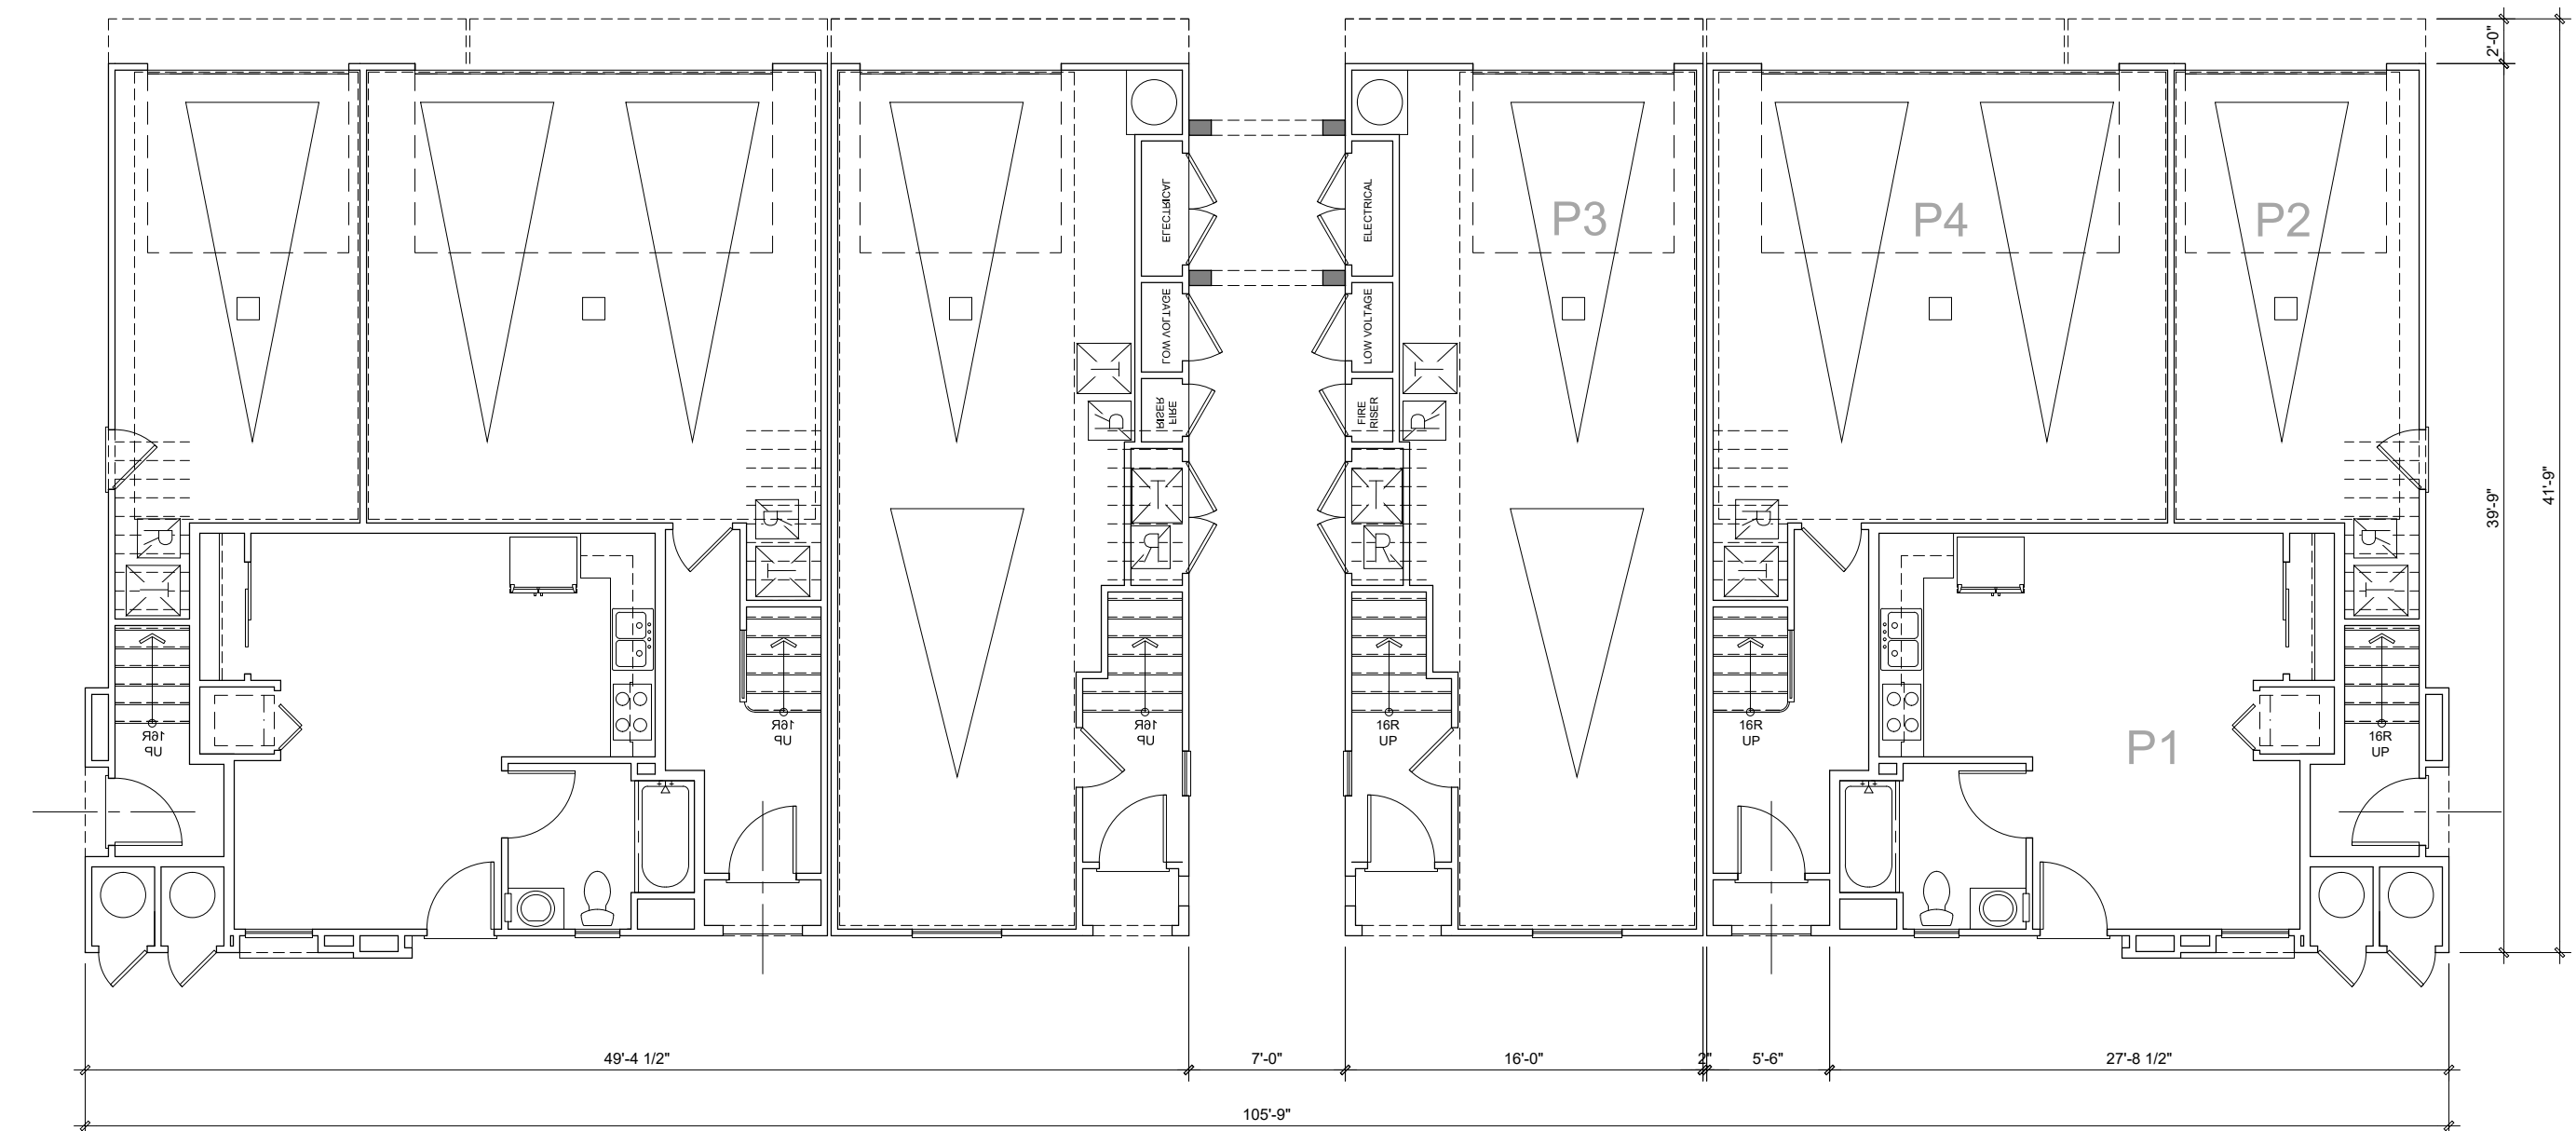 2'-0"
P3
P4
P2
ELECTRICAL
ELECTRICAL
LOW VOLTAGE
LOW VOLTAGE
FIRE
RISER
FIRE
RISER
T
T
R
R
39'-9"
41'-9"
T
T
R
R
R
R
R
R
T
T
T
T
16R
UP
16R
UP
16R
UP
16R
UP
16R
UP
16R
UP
P1
49'-4 1/2"
7'-0"
16'-0"
2"
5'-6"
27'-8 1/2"
105'-9"